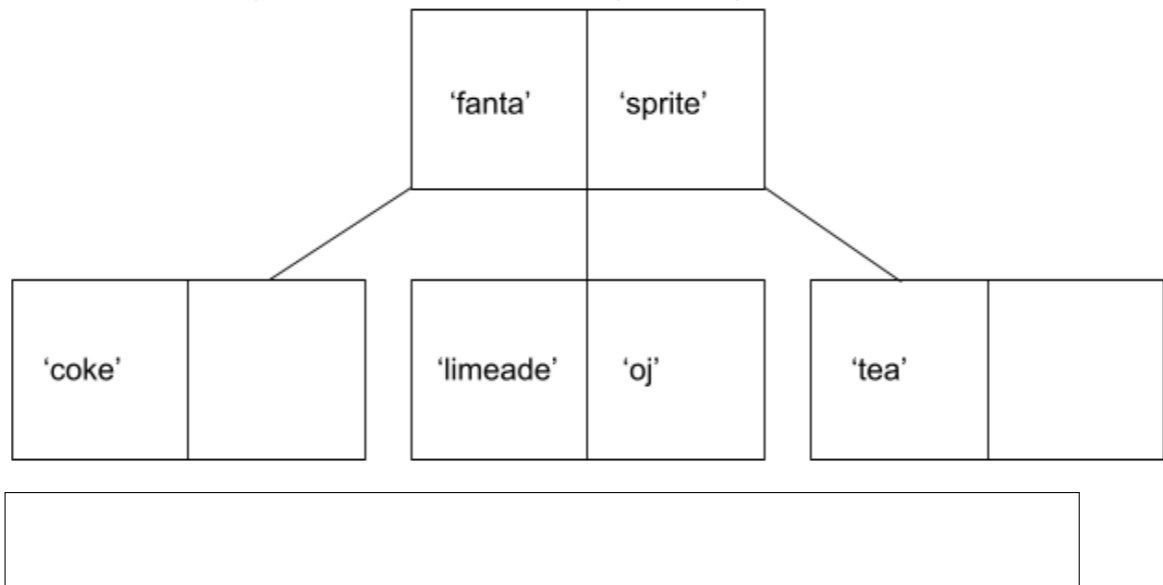 ‘fanta’ ‘sprite’
‘coke’ ‘limeade’ ‘oj’ ‘tea’